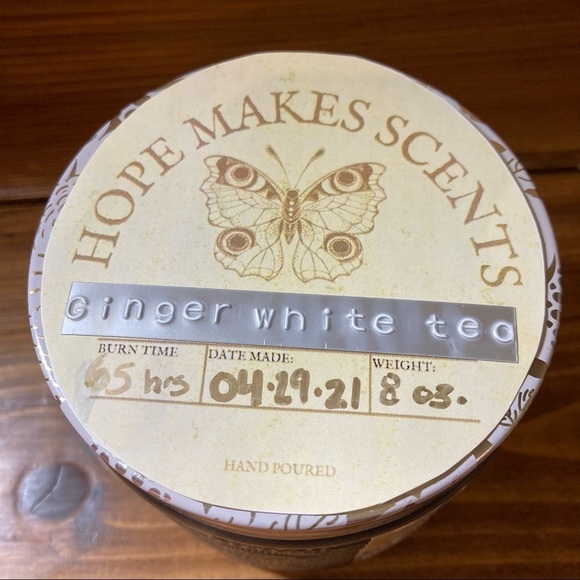 HOPE MAKES SCENTS
Ginger white tea
BURN TIME DATE MADE: WEIGHT:
65 hrs 04.29.21 8 oz.
HAND POURED